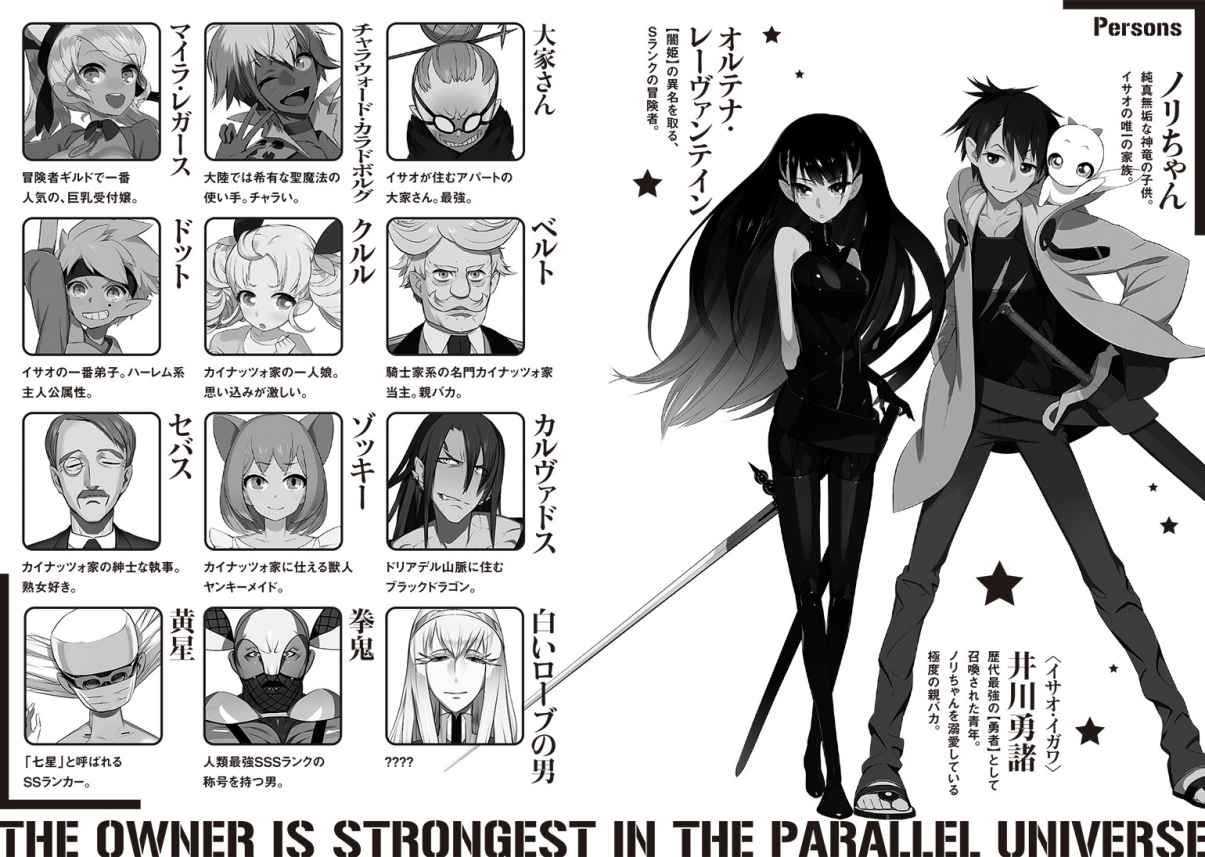 Persons
ノリちゃん
純真無垢な神竜の子供。
イサオの唯一の家族。
〈イサオ・イガワ〉
井川勇諸
歴代最強の【勇者】として
召喚された青年。
ノリちゃんを溺愛している
極度の親バカ。
オルテナ・
レーヴァンテイン
【闇姫】の異名を取る、
Sランクの冒険者。
大家さん
イサオが住むアパートの
大家さん。最強。
チャラウォード・カラドボルグ
大陸では希有な聖魔法の
使い手。チャラい。
マイラ・レガース
冒険者ギルドで一番
人気の、巨乳受付嬢。
ベルト
騎士家系の名門カイナッツォ家
当主。親バカ。
クルル
カイナッツォ家の一人娘。
思い込みが激しい。
ドット
イサオの一番弟子。ハーレム系
主人公属性。
カルヴァドス
ドリアデル山脈に住む
ブラックドラゴン。
ゾッキー
カイナッツォ家に仕える獣人
ヤンキーメイド。
セバス
カイナッツォ家の紳士な執事。
熟女好き。
白いローブの男
????
拳鬼
人類最強SSSランクの
称号を持つ男。
黄星
「七星」と呼ばれる
SSランカー。
THE OWNER IS STRONGEST IN THE PARALLEL UNIVERSE